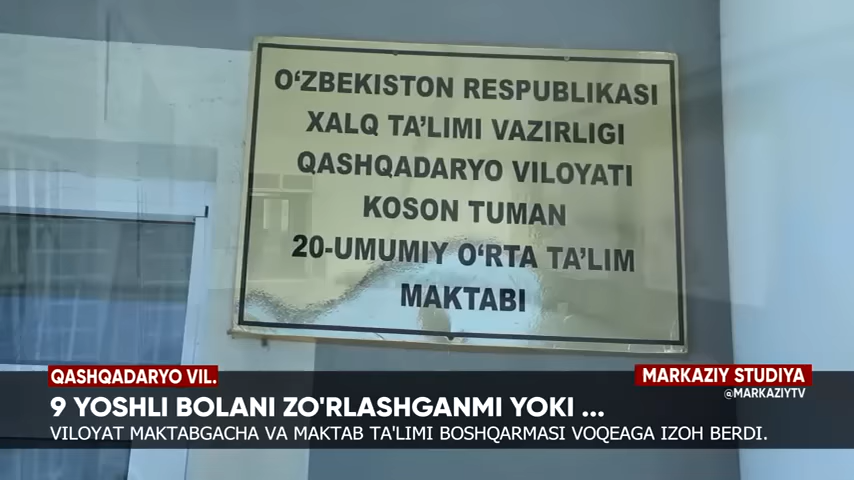 O‘ZBEKISTON RESPUBLIKASI
XALQ TA’LIMI VAZIRLIGI
QASHQADARYO VILOYATI
KOSON TUMAN
20-UMUMIY O‘RTA TA’LIM
MAKTABI
QASHQADARYO VIL.
MARKAZIY STUDIYA
@MARKAZIYTV
9 YOSHLI BOLANI ZO'RLASHGANMI YOKI ...
VILOYAT MAKTABGACHA VA MAKTAB TA'LIMI BOSHQARMASI VOQEAGA IZOH BERDI.